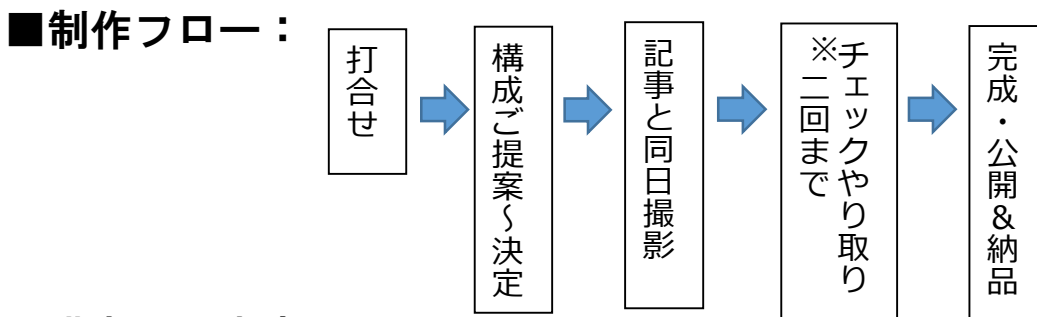 ■制作フロー：
打合せ
構成ご提案～決定
記事と同日撮影
チェックやり取り
※二回まで
完成・公開&納品